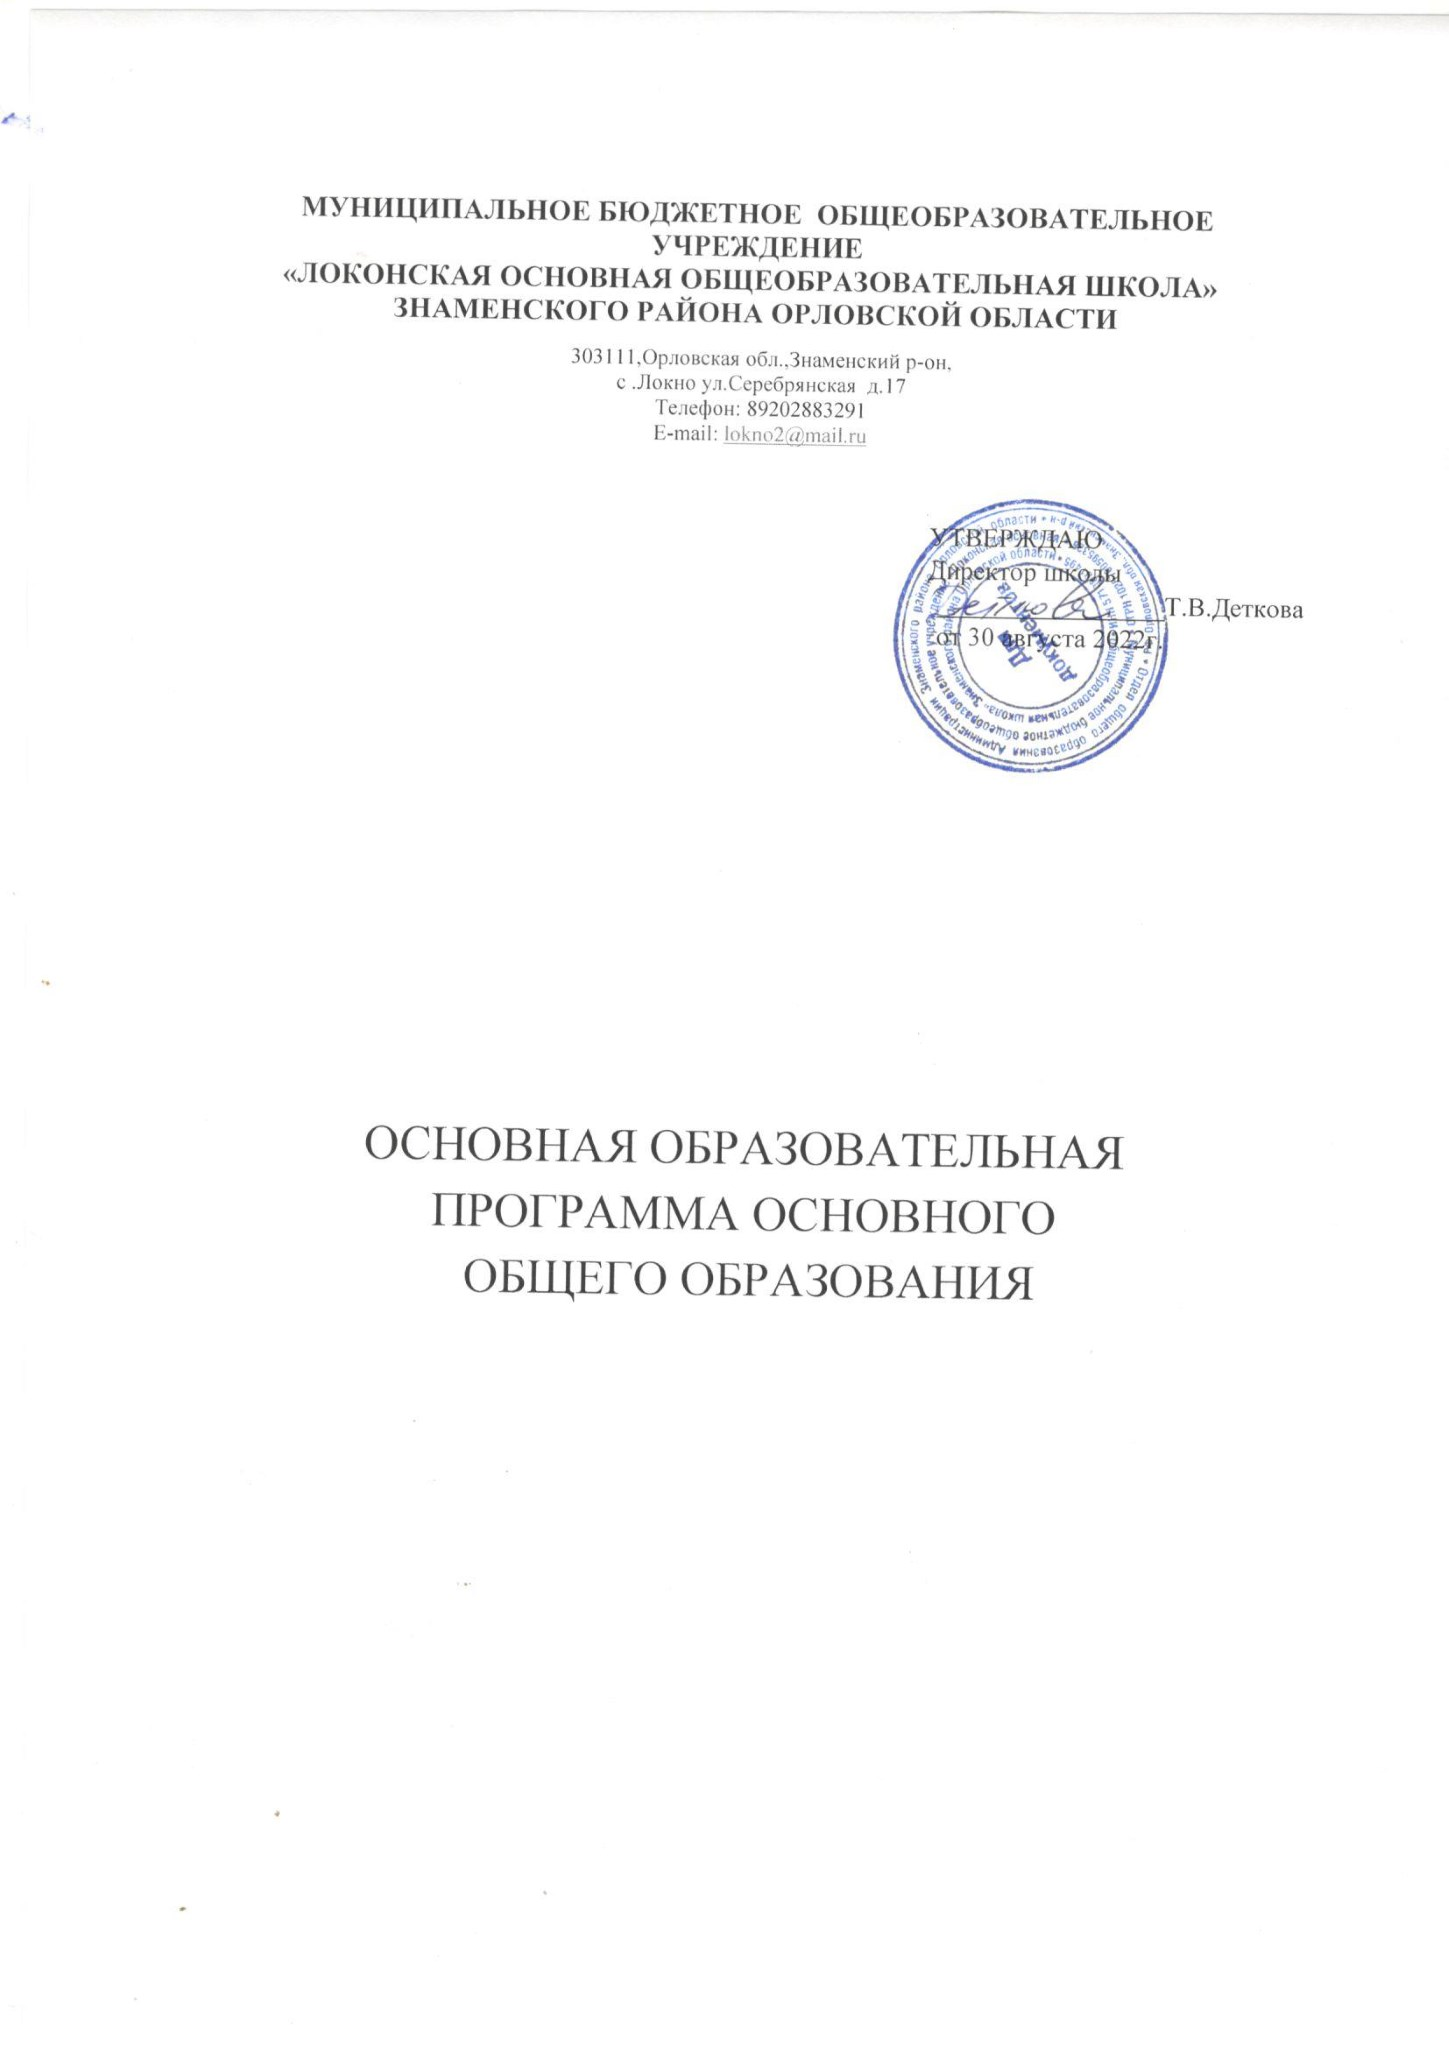 МУНИЦИПАЛЬНОЕ БЮДЖЕТНОЕ ОБЩЕОБРАЗОВАТЕЛЬНОЕ
УЧРЕЖДЕНИЕ
«ЛОКОНСКАЯ ОСНОВНАЯ ОБЩЕОБРАЗОВАТЕЛЬНАЯ ШКОЛА»
ЗНАМЕНСКОГО РАЙОНА ОРЛОВСКОЙ ОБЛАСТИ
303111,Орловская обл.,Знаменский р-он,
с .Локно ул.Серебрянская д.17
Телефон: 89202883291
E-mail: lokno2@mail.ru
УТВЕРЖДАЮ
Директор школы
Т.В.Деткова
от 30 августа 2022г.
Для
документов
ОСНОВНАЯ ОБРАЗОВАТЕЛЬНАЯ
ПРОГРАММА ОСНОВНОГО
ОБЩЕГО ОБРАЗОВАНИЯ